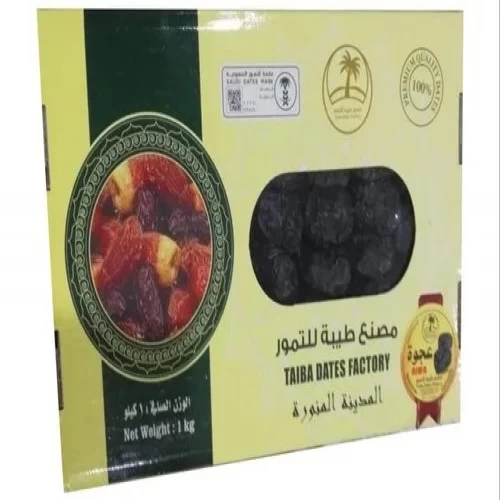 علامة التمور السعودية
SAUDI DATES MARK
PREMIUM QUALITY DATES
100%
مصنع طيبة للتمور
TAIBA DATES FACTORY
المدينة المنورة
عجوة
الوزن الصافي : ١ كيلو
Net Weight : 1 kg